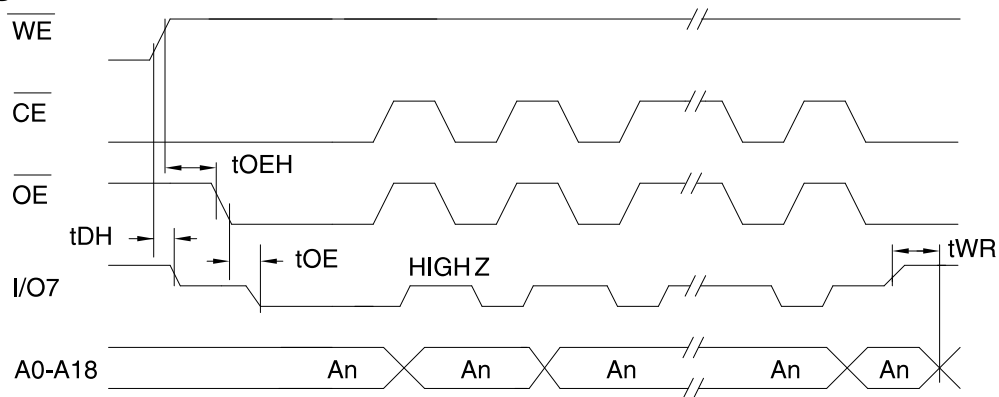 WE
CE
tOEH
OE
tDH
tOE
tWR
HIGH Z
I/O7
A0-A18 An An An An An